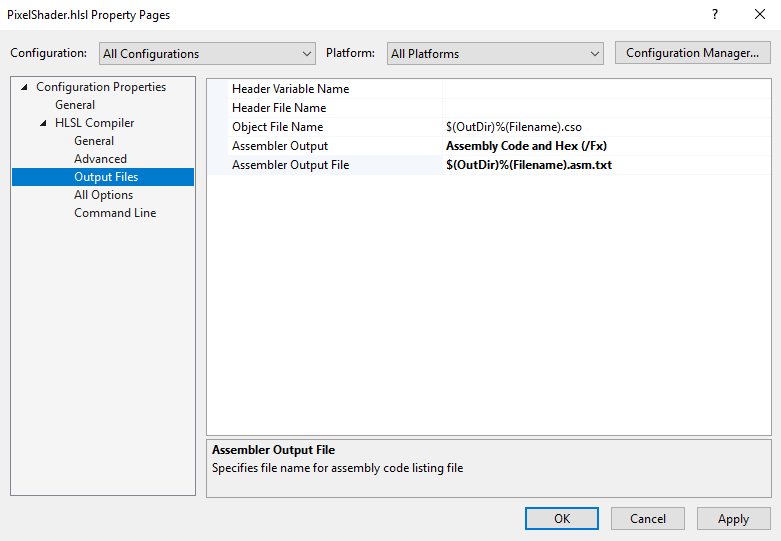 PixelShader.hlsl Property Pages
?
Configuration: All Configurations Platform: All Platforms Configuration Manager...
Configuration Properties
General
HLSL Compiler
General
Advanced
Output Files
All Options
Command Line
Header Variable Name
Header File Name
Object File Name $(OutDir)%(Filename).cso
Assembler Output Assembly Code and Hex (/Fx)
Assembler Output File $(OutDir)%(Filename).asm.txt
Assembler Output File
Specifies file name for assembly code listing file
OK Cancel Apply